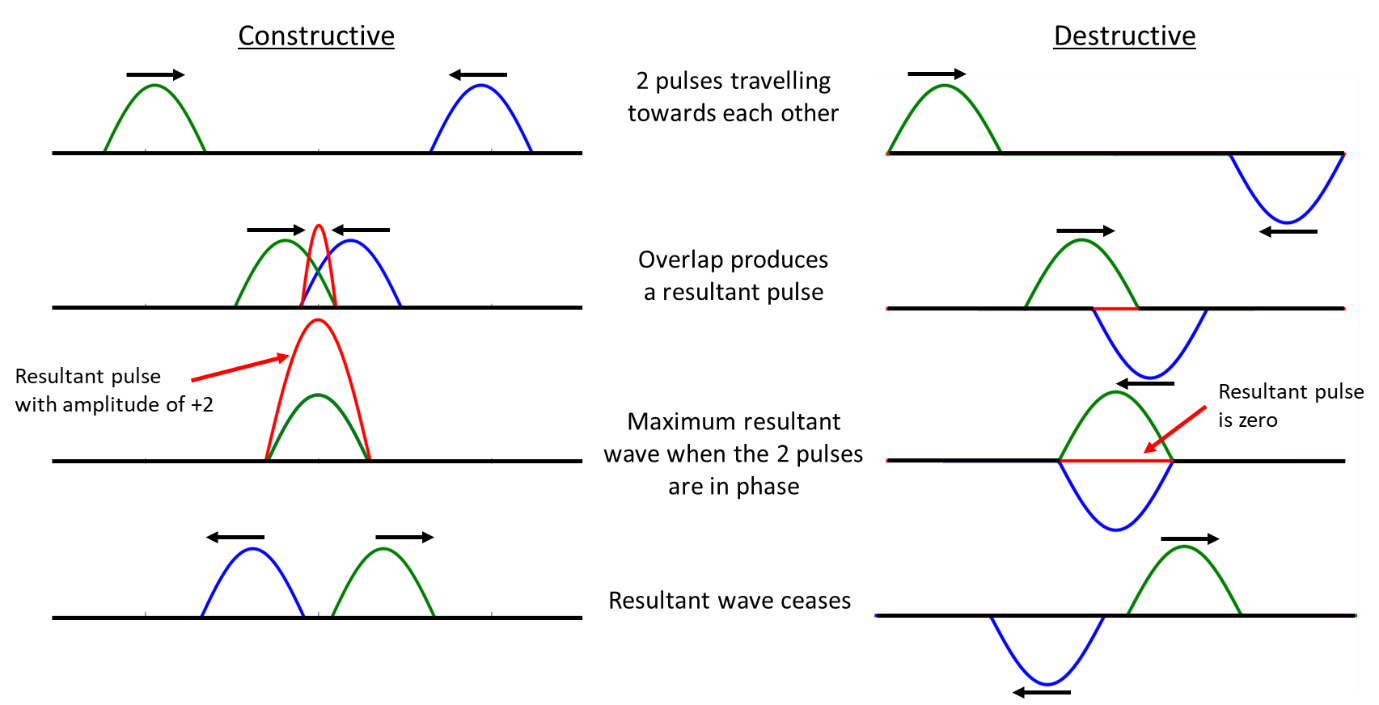 Constructive
Destructive
2 pulses travelling
towards each other
Overlap produces
a resultant pulse
Resultant pulse
with amplitude of +2
Maximum resultant
wave when the 2 pulses
are in phase
Resultant pulse
is zero
Resultant wave ceases